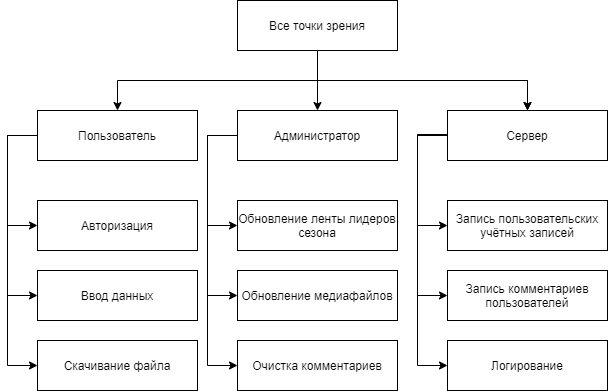 Все точки зрения
Пользователь
Администратор
Сервер
Авторизация
Обновление ленты лидеров
сезона
Запись пользовательских
учётных записей
Ввод данных
Обновление медиафайлов
Запись комментариев
пользователей
Скачивание файла
Очистка комментариев
Логирование